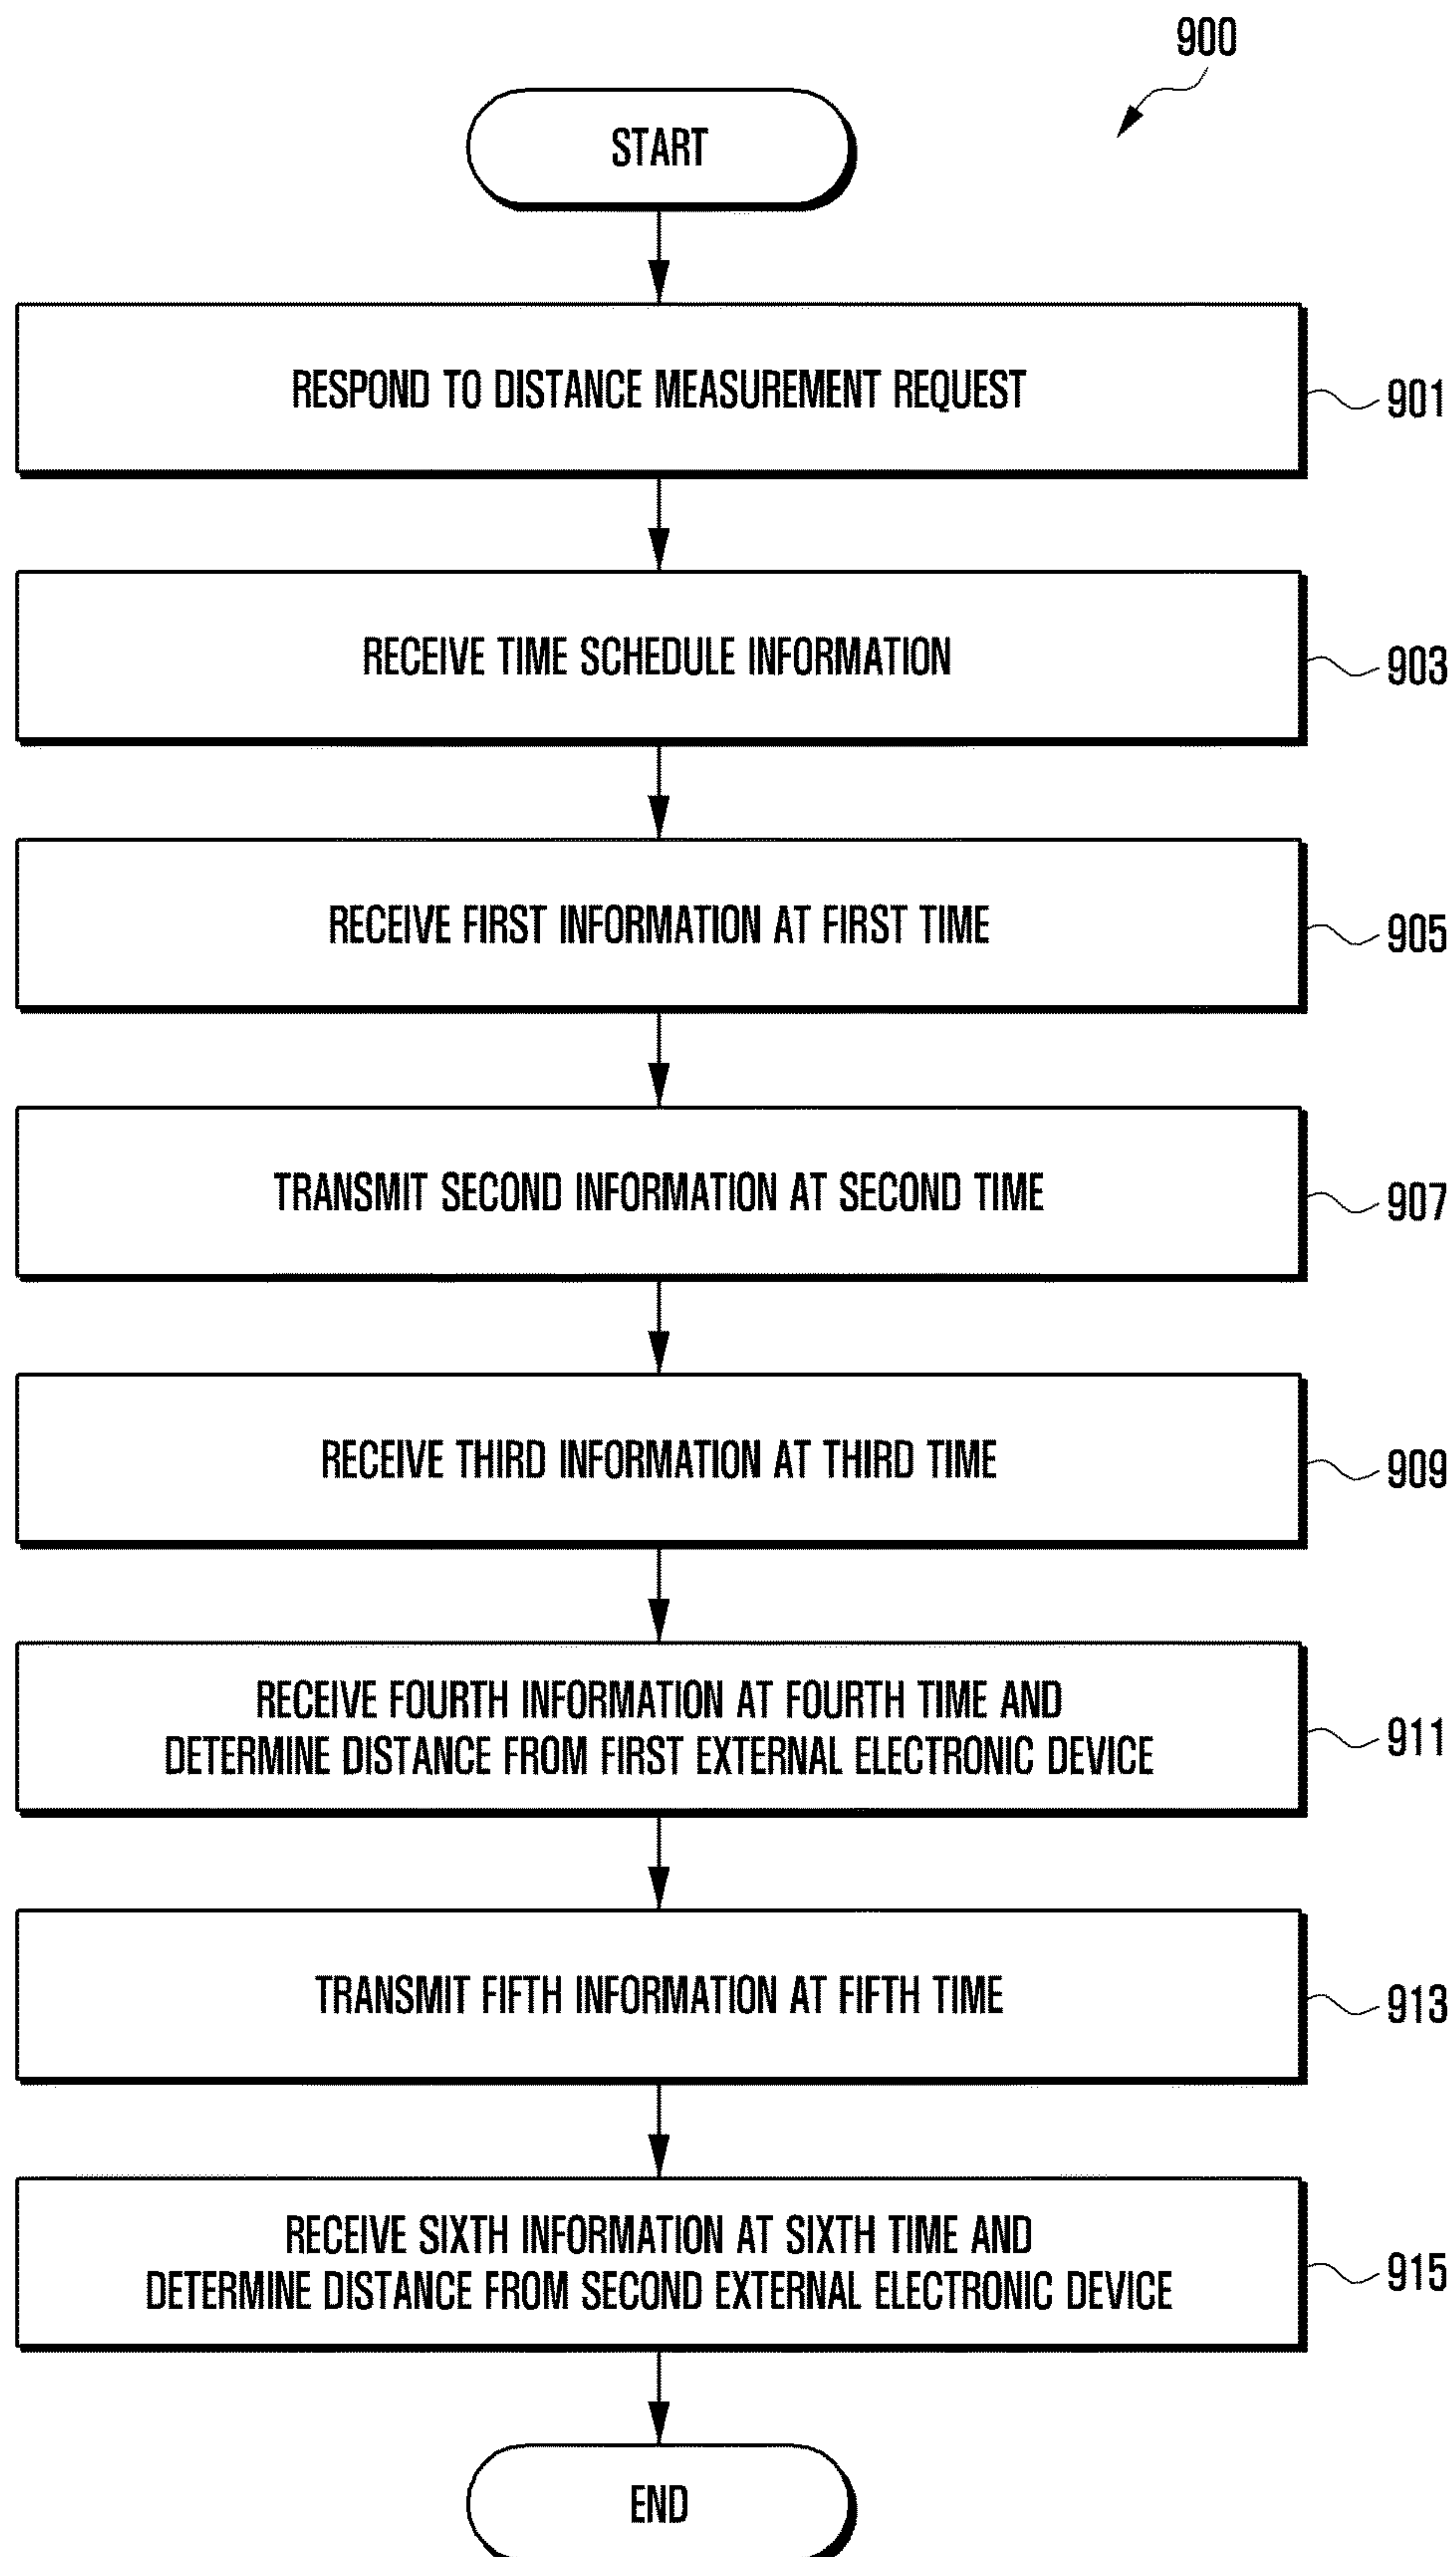 900
START
RESPOND TO DISTANCE MEASUREMENT REQUEST
901
RECEIVE TIME SCHEDULE INFORMATION
903
RECEIVE FIRST INFORMATION AT FIRST TIME
905
TRANSMIT SECOND INFORMATION AT SECOND TIME
907
RECEIVE THIRD INFORMATION AT THIRD TIME
909
RECEIVE FOURTH INFORMATION AT FOURTH TIME AND
DETERMINE DISTANCE FROM FIRST EXTERNAL ELECTRONIC DEVICE
911
TRANSMIT FIFTH INFORMATION AT FIFTH TIME
913
RECEIVE SIXTH INFORMATION AT SIXTH TIME AND
DETERMINE DISTANCE FROM SECOND EXTERNAL ELECTRONIC DEVICE
915
END